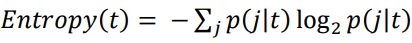 Entropy(t) = − ∑ⱼ p(j|t) log₂ p(j|t)